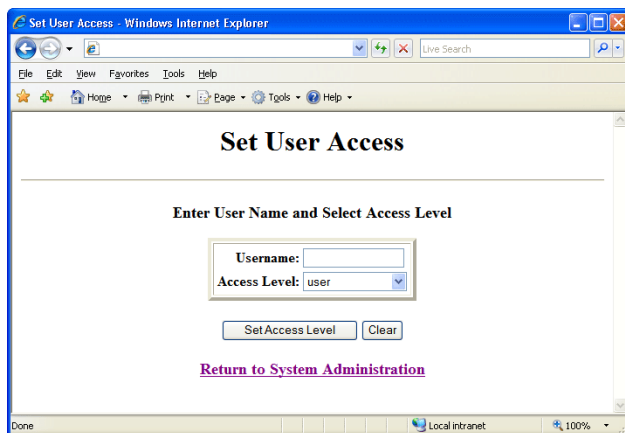 Set User Access - Windows Internet Explorer
Live Search
File Edit View Favorites Tools Help
Home Print Page Tools Help
Set User Access
Enter User Name and Select Access Level
Username:
Access Level: user
Set Access Level Clear
Return to System Administration
Done Local intranet 100%